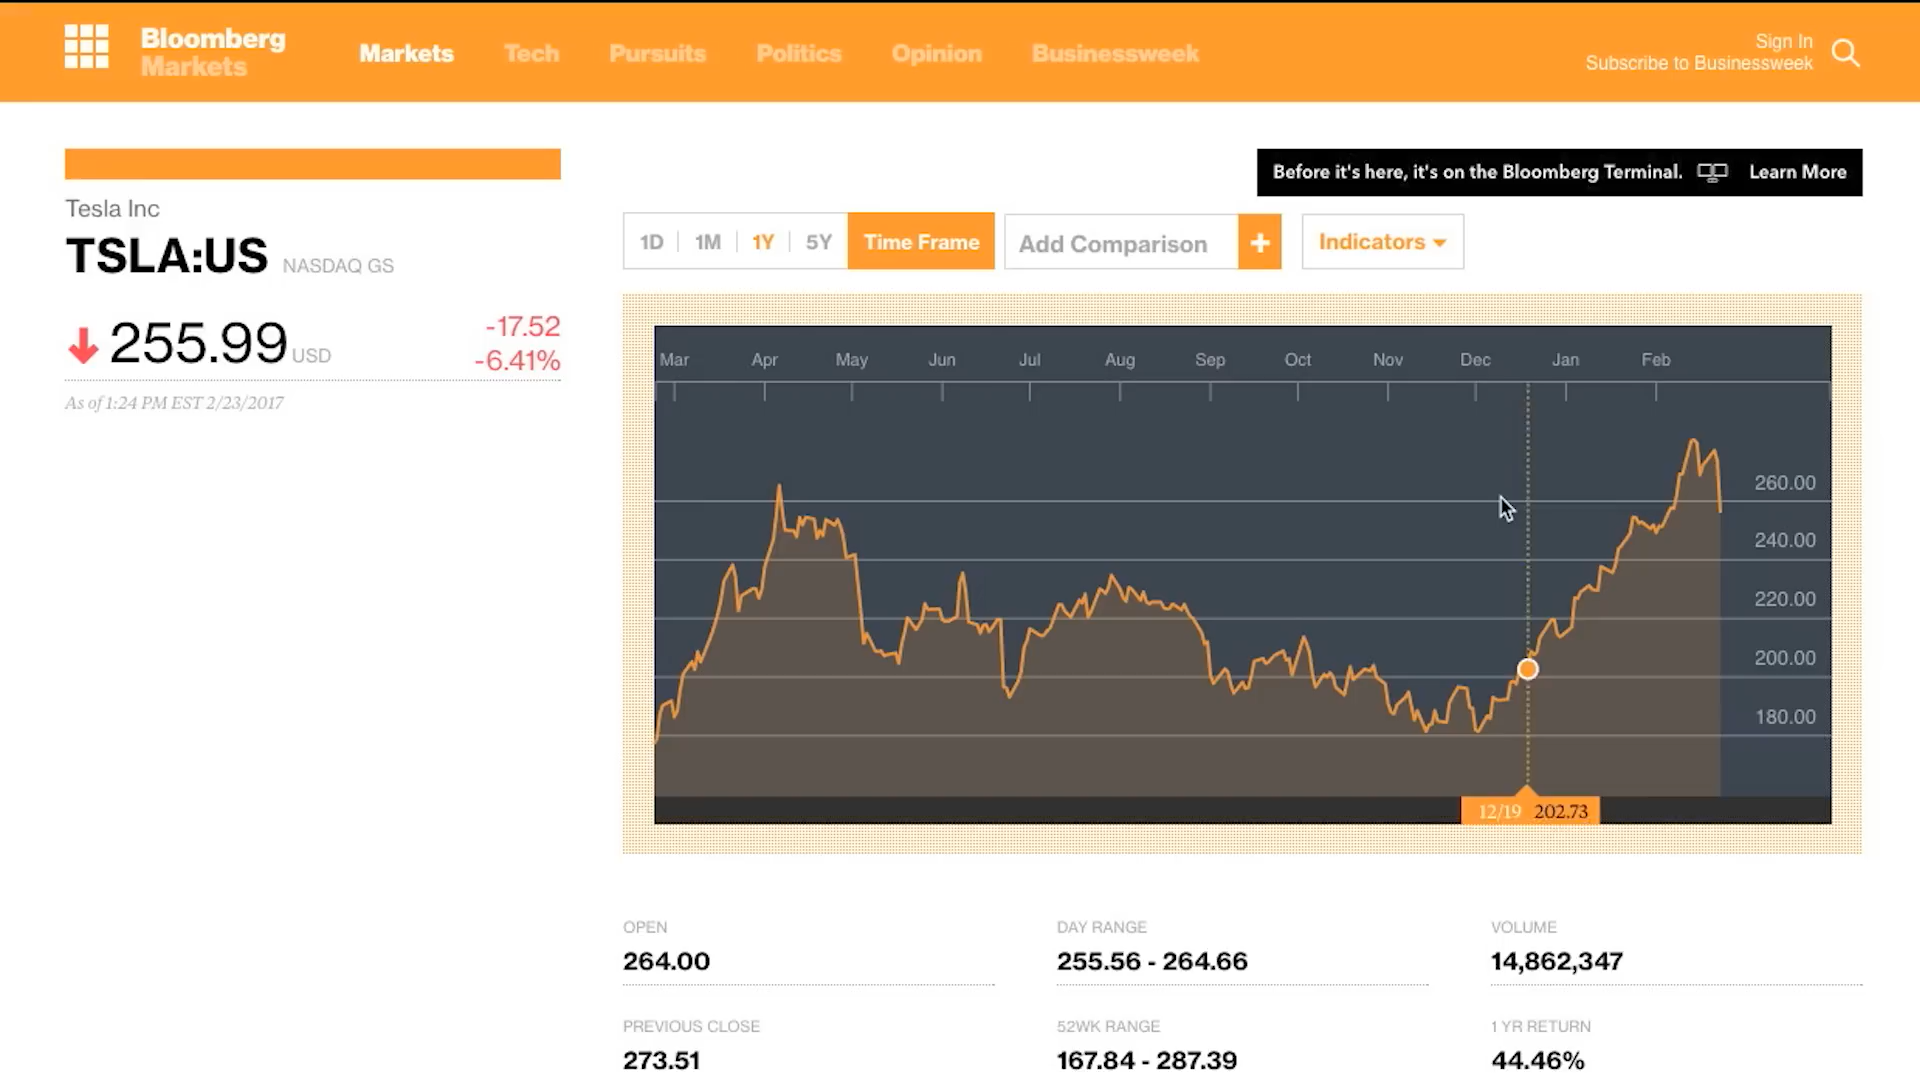 Bloomberg
Markets
Markets
Tech
Pursuits
Politics
Opinion
Businessweek
Sign In
Subscribe to Businessweek
Before it's here, it's on the Bloomberg Terminal.
Learn More
Tesla Inc
TSLA:US NASDAQ GS
255.99 USD
-17.52
-6.41%
As of 1:24 PM EST 2/23/2017
1D 1M 1Y 5Y Time Frame
Add Comparison +
Indicators
Mar Apr May Jun Jul Aug Sep Oct Nov Dec Jan Feb
260.00
240.00
220.00
200.00
180.00
12/19 202.73
OPEN
264.00
DAY RANGE
255.56 - 264.66
VOLUME
14,862,347
PREVIOUS CLOSE
273.51
52WK RANGE
167.84 - 287.39
1 YR RETURN
44.46%